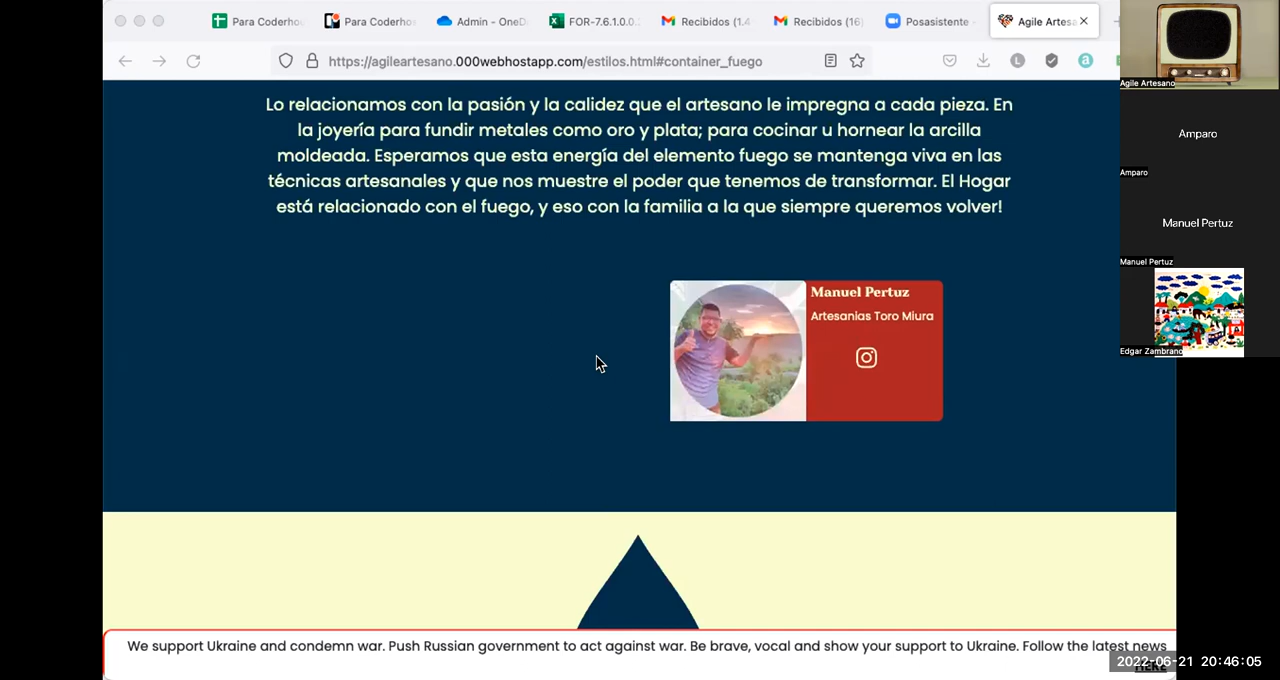 Para Coderho
Para Coderho
Admin - OneD
FOR-7.6.1.0.0.
Recibidos (1.4
Recibidos (16)
Posasistente -
Agile Artesa
https://agileartesano.000webhostapp.com/estilos.html#container_fuego
Lo relacionamos con la pasión y la calidez que el artesano le impregna a cada pieza. En
la joyería para fundir metales como oro y plata; para cocinar u hornear la arcilla
moldeada. Esperamos que esta energía del elemento fuego se mantenga viva en las
técnicas artesanales y que nos muestre el poder que tenemos de transformar. El Hogar
está relacionado con el fuego, y eso con la familia a la que siempre queremos volver!
Manuel Pertuz
Artesanias Toro Miura
We support Ukraine and condemn war. Push Russian government to act against war. Be brave, vocal and show your support to Ukraine. Follow the latest news
Agile Artesano
Amparo
Amparo
Manuel Pertuz
Manuel Pertuz
Edgar Zambrano
2022-06-21 20:46:05